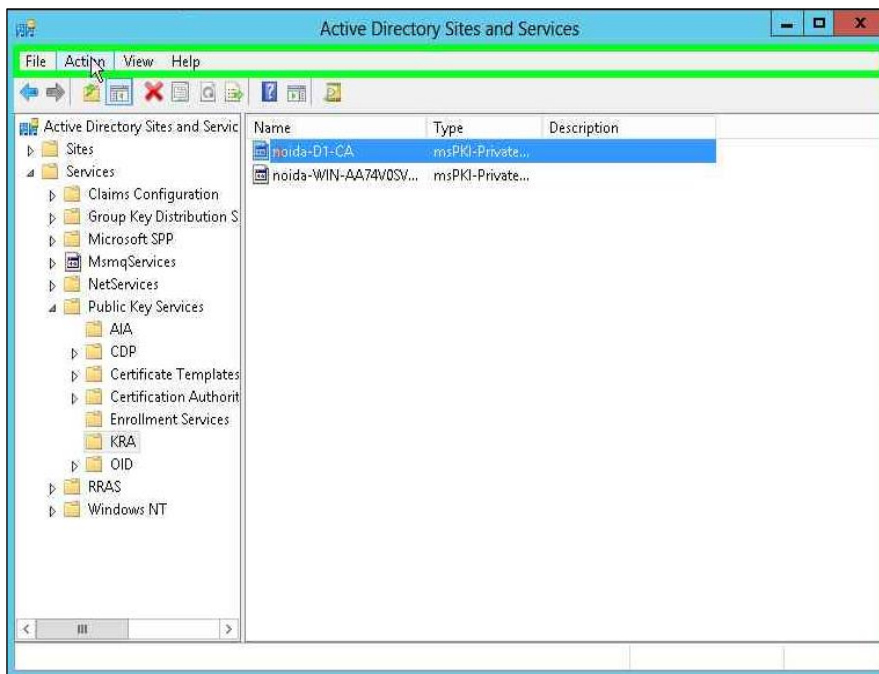 Active Directory Sites and Services
File Action View Help
Active Directory Sites and Servic
Name Type Description
Sites
noida-D1-CA msPKI-Private...
Services
noida-WIN-AA74V0SV... msPKI-Private...
Claims Configuration
Group Key Distribution S
Microsoft SPP
MsmqServices
NetServices
Public Key Services
AIA
CDP
Certificate Templates
Certification Authorit
Enrollment Services
KRA
OID
RRAS
Windows NT